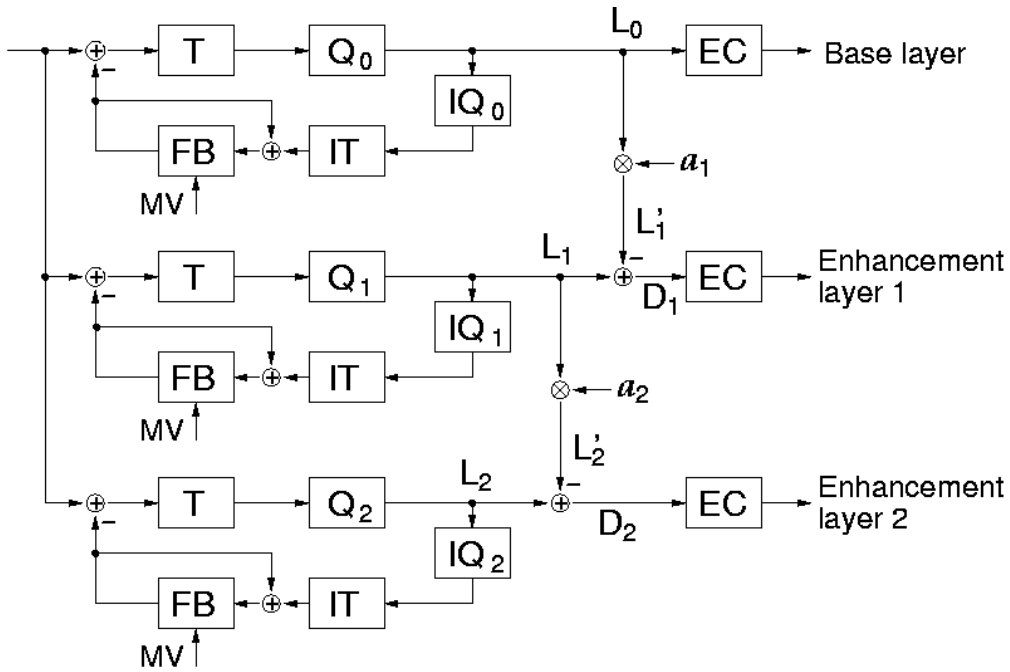 T
Q0
L0
EC
Base layer
−
IQ0
FB
IT
a1
MV
L'1
−
T
Q1
L1
D1
EC
Enhancement
layer 1
−
IQ1
FB
IT
a2
MV
L'2
−
T
Q2
L2
D2
EC
Enhancement
layer 2
−
IQ2
FB
IT
MV